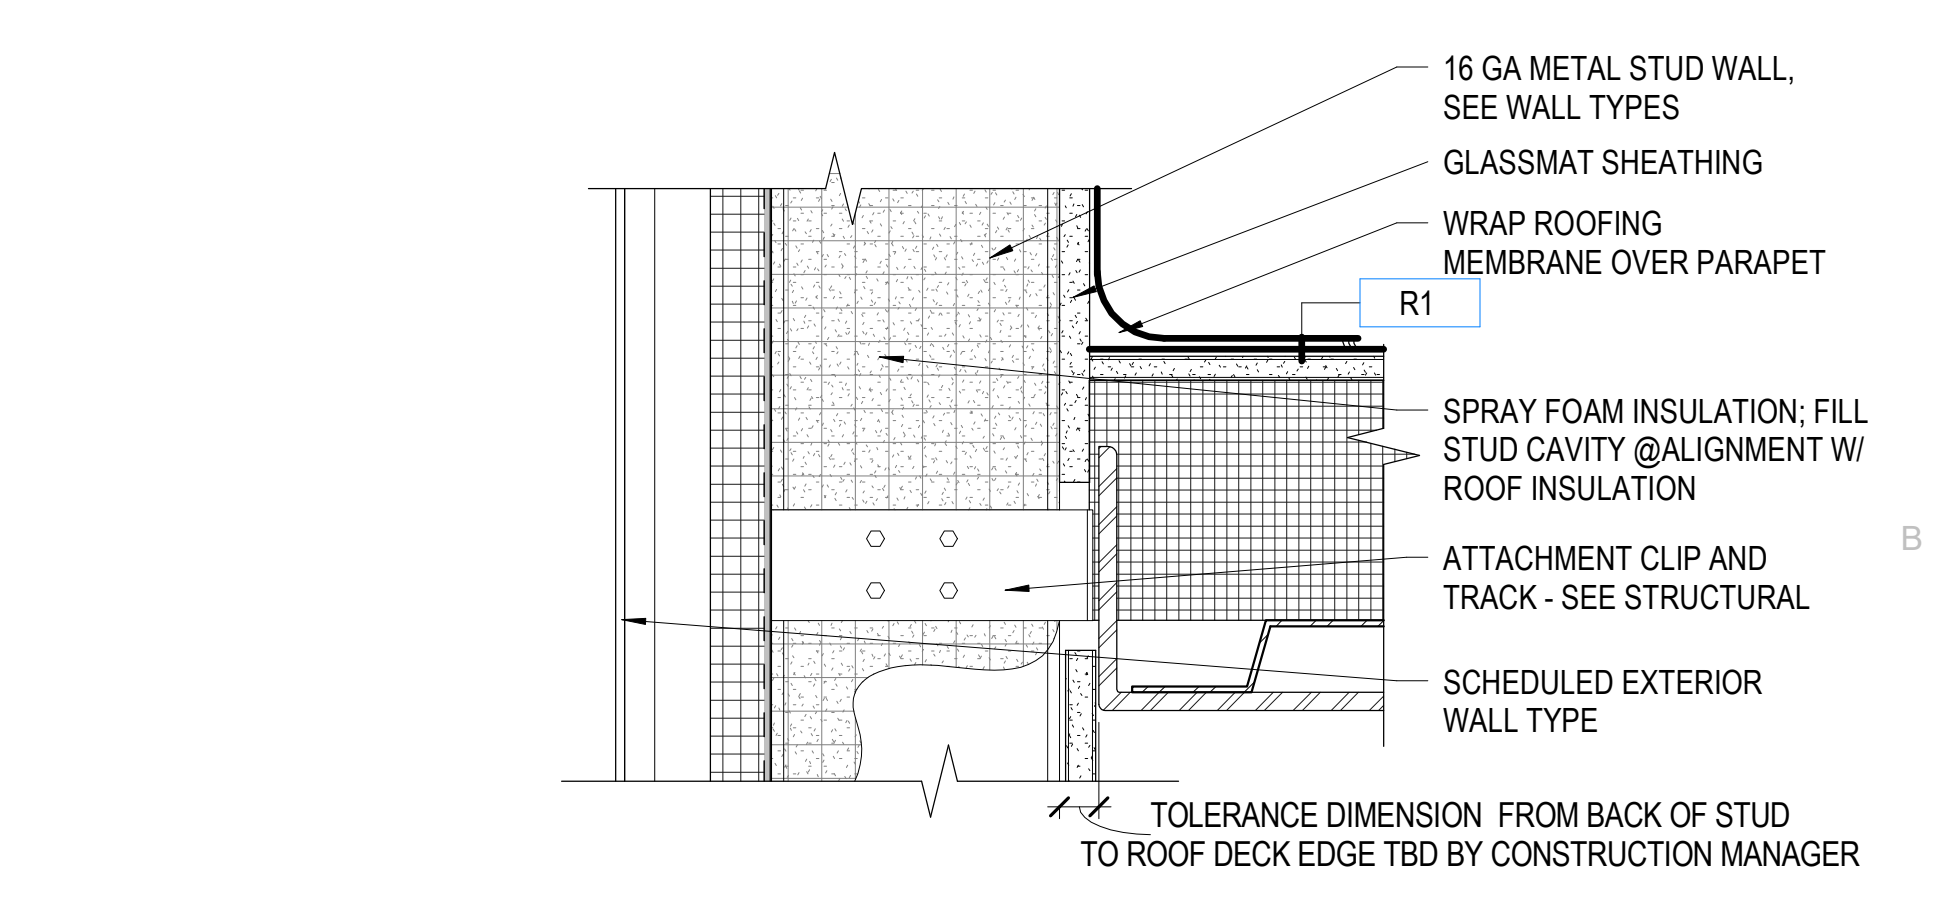 16 GA METAL STUD WALL,
SEE WALL TYPES
GLASSMAT SHEATHING
WRAP ROOFING
MEMBRANE OVER PARAPET
R1
SPRAY FOAM INSULATION; FILL
STUD CAVITY @ALIGNMENT W/
ROOF INSULATION
B
ATTACHMENT CLIP AND
TRACK - SEE STRUCTURAL
SCHEDULED EXTERIOR
WALL TYPE
TOLERANCE DIMENSION  FROM BACK OF STUD
TO ROOF DECK EDGE TBD BY CONSTRUCTION MANAGER